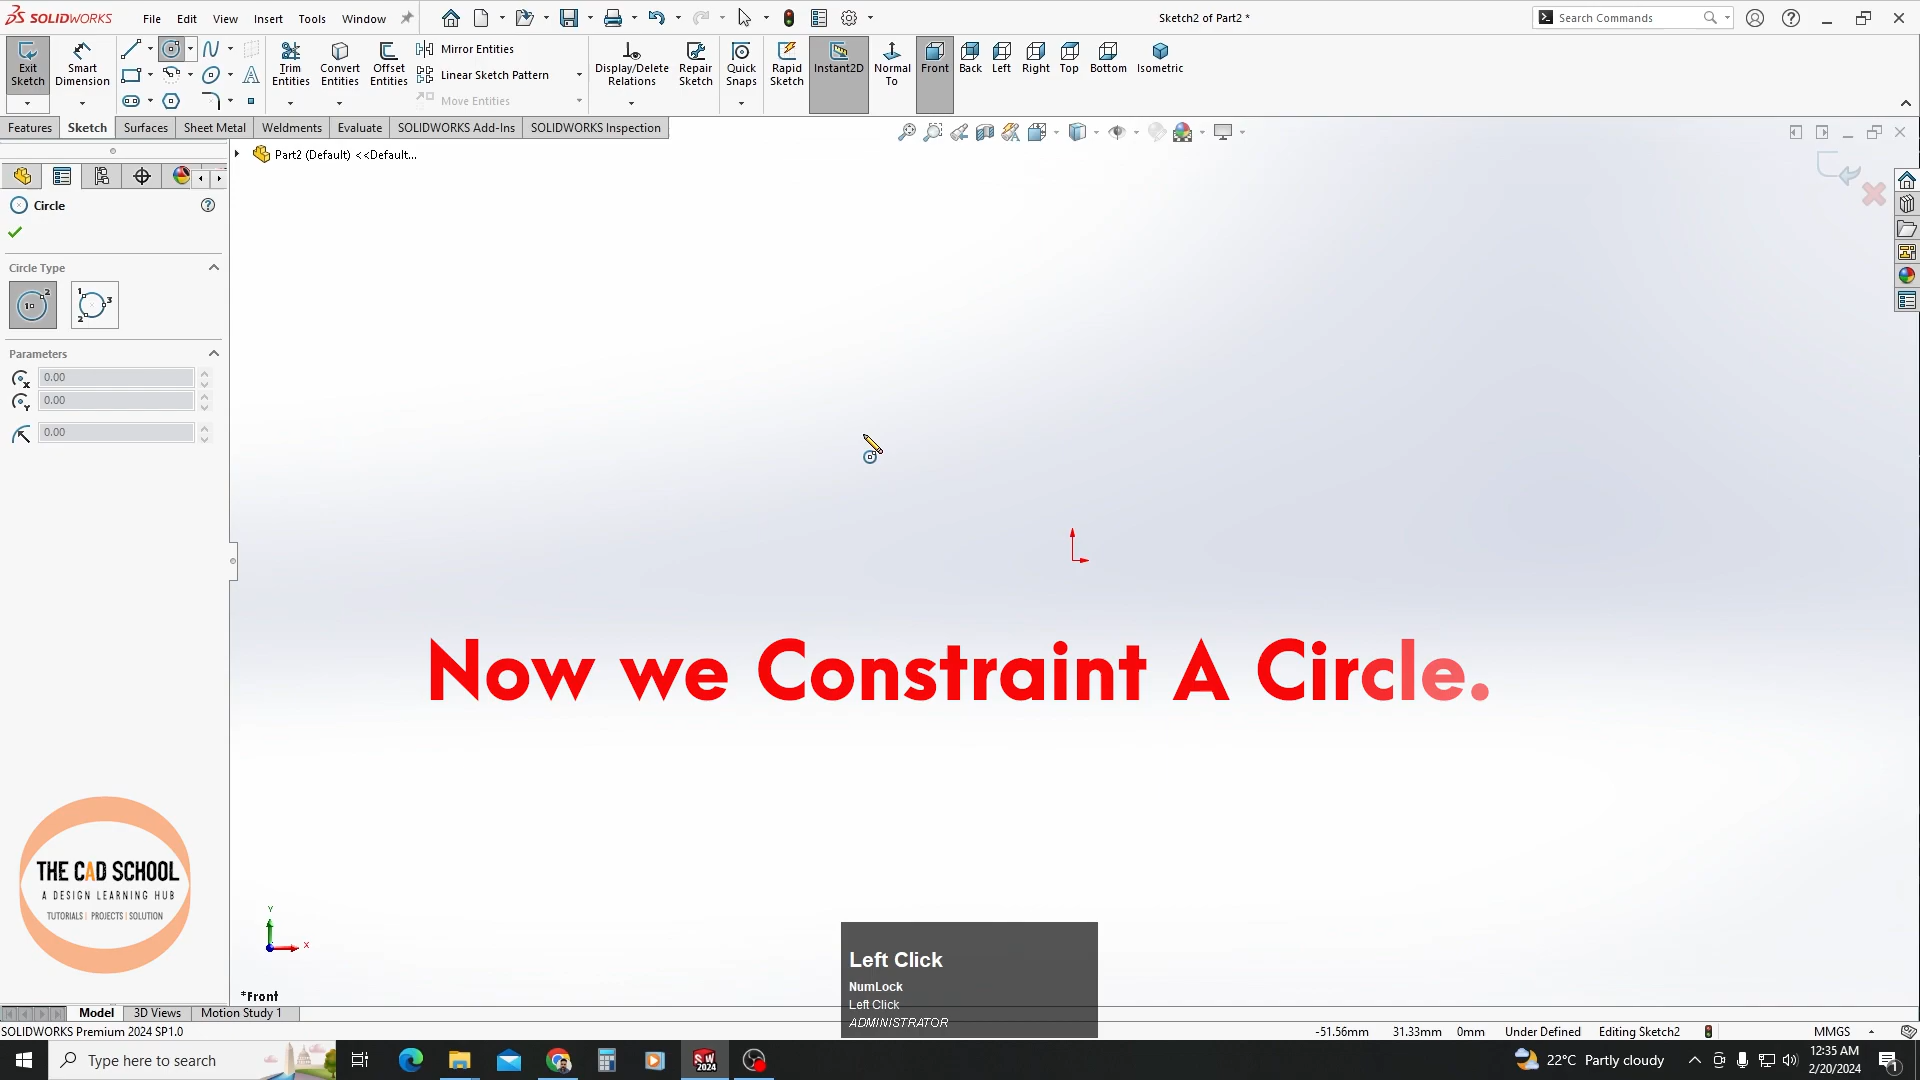 SOLIDWORKS
File
Edit
View
Insert
Tools
Window
Sketch2 of Part2 *
Search Commands
Exit Sketch
Smart Dimension
Trim Entities
Convert Entities
Offset Entities
Mirror Entities
Linear Sketch Pattern
Move Entities
Display/Delete Relations
Repair Sketch
Quick Snaps
Rapid Sketch
Instant2D
Normal To
Front
Back
Left
Right
Top
Bottom
Isometric
Features
Sketch
Surfaces
Sheet Metal
Weldments
Evaluate
SOLIDWORKS Add-Ins
SOLIDWORKS Inspection
Part2 (Default) <<Default...
Circle
Circle Type
Parameters
0.00
0.00
0.00
Now we Constraint A Circle.
THE CAD SCHOOL
A DESIGN LEARNING HUB
TUTORIALS | PROJECTS | SOLUTION
Y
X
*Front
Left Click
NumLock
Left Click
ADMINISTRATOR
Model
3D Views
Motion Study 1
SOLIDWORKS Premium 2024 SP1.0
-51.56mm
31.33mm
0mm
Under Defined
Editing Sketch2
MMGS
Type here to search
SW 2024
22°C
Partly cloudy
12:35 AM
2/20/2024
1